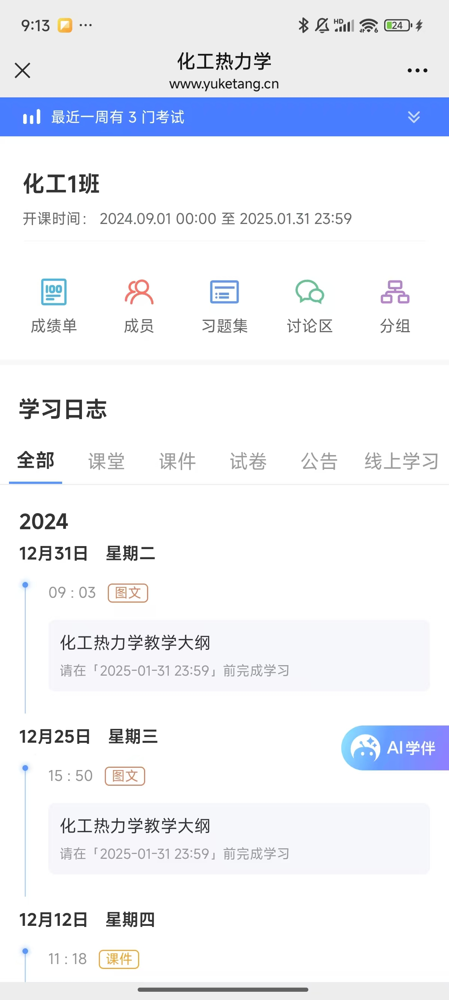 9:13 ... HD 6 24
化工热力学
www.yuketang.cn
最近一周有 3 门考试
化工1班
开课时间： 2024.09.01 00:00 至 2025.01.31 23:59
100
成绩单 成员 习题集 讨论区 分组
学习日志
全部 课堂 课件 试卷 公告 线上学习
2024
12月31日 星期二
09 : 03 图文
化工热力学教学大纲
请在「2025-01-31 23:59」前完成学习
12月25日 星期三
AI学伴
15 : 50 图文
化工热力学教学大纲
请在「2025-01-31 23:59」前完成学习
12月12日 星期四
11 : 18 课件